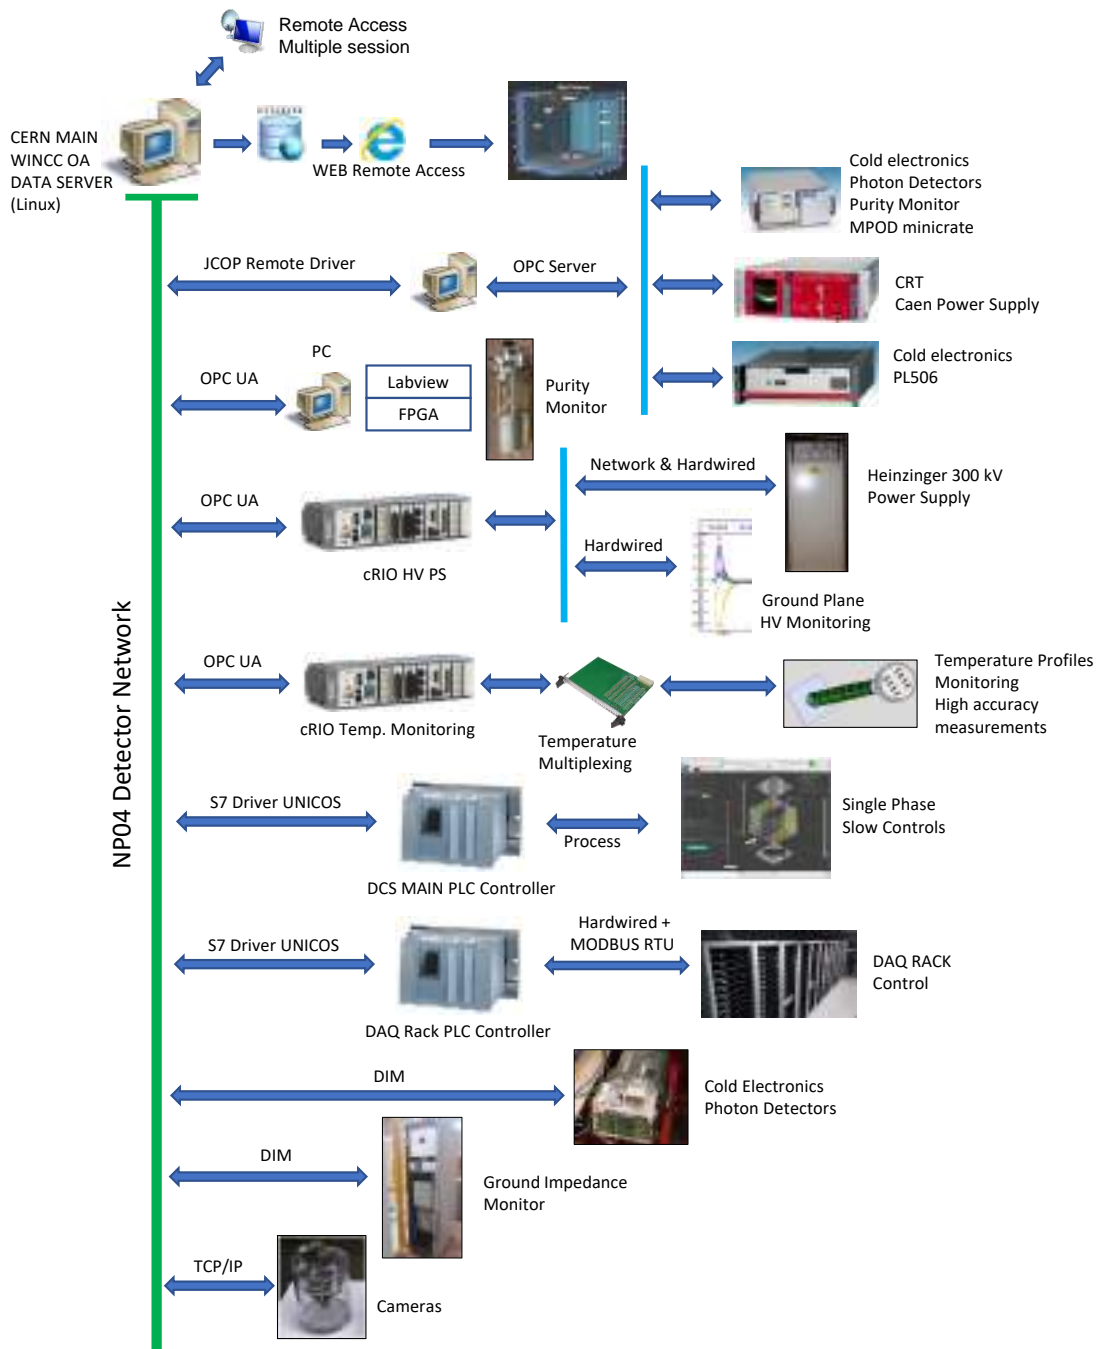 Remote Access
Multiple session
CERN MAIN
WINCC OA
DATA SERVER
(Linux)
WEB Remote Access
Cold electronics
Photon Detectors
Purity Monitor
MPOD minicrate
JCOP Remote Driver
OPC Server
CRT
Caen Power Supply
PC
OPC UA
Labview
FPGA
Purity
Monitor
Cold electronics
PL506
Network & Hardwired
Heinzinger 300 kV
Power Supply
OPC UA
cRIO HV PS
Hardwired
Ground Plane
HV Monitoring
NP04 Detector Network
OPC UA
cRIO Temp. Monitoring
Temperature
Multiplexing
Temperature Profiles
Monitoring
High accuracy
measurements
S7 Driver UNICOS
DCS MAIN PLC Controller
Process
Single Phase
Slow Controls
S7 Driver UNICOS
DAQ Rack PLC Controller
Hardwired +
MODBUS RTU
DAQ RACK
Control
DIM
Cold Electronics
Photon Detectors
DIM
Ground Impedance
Monitor
TCP/IP
Cameras